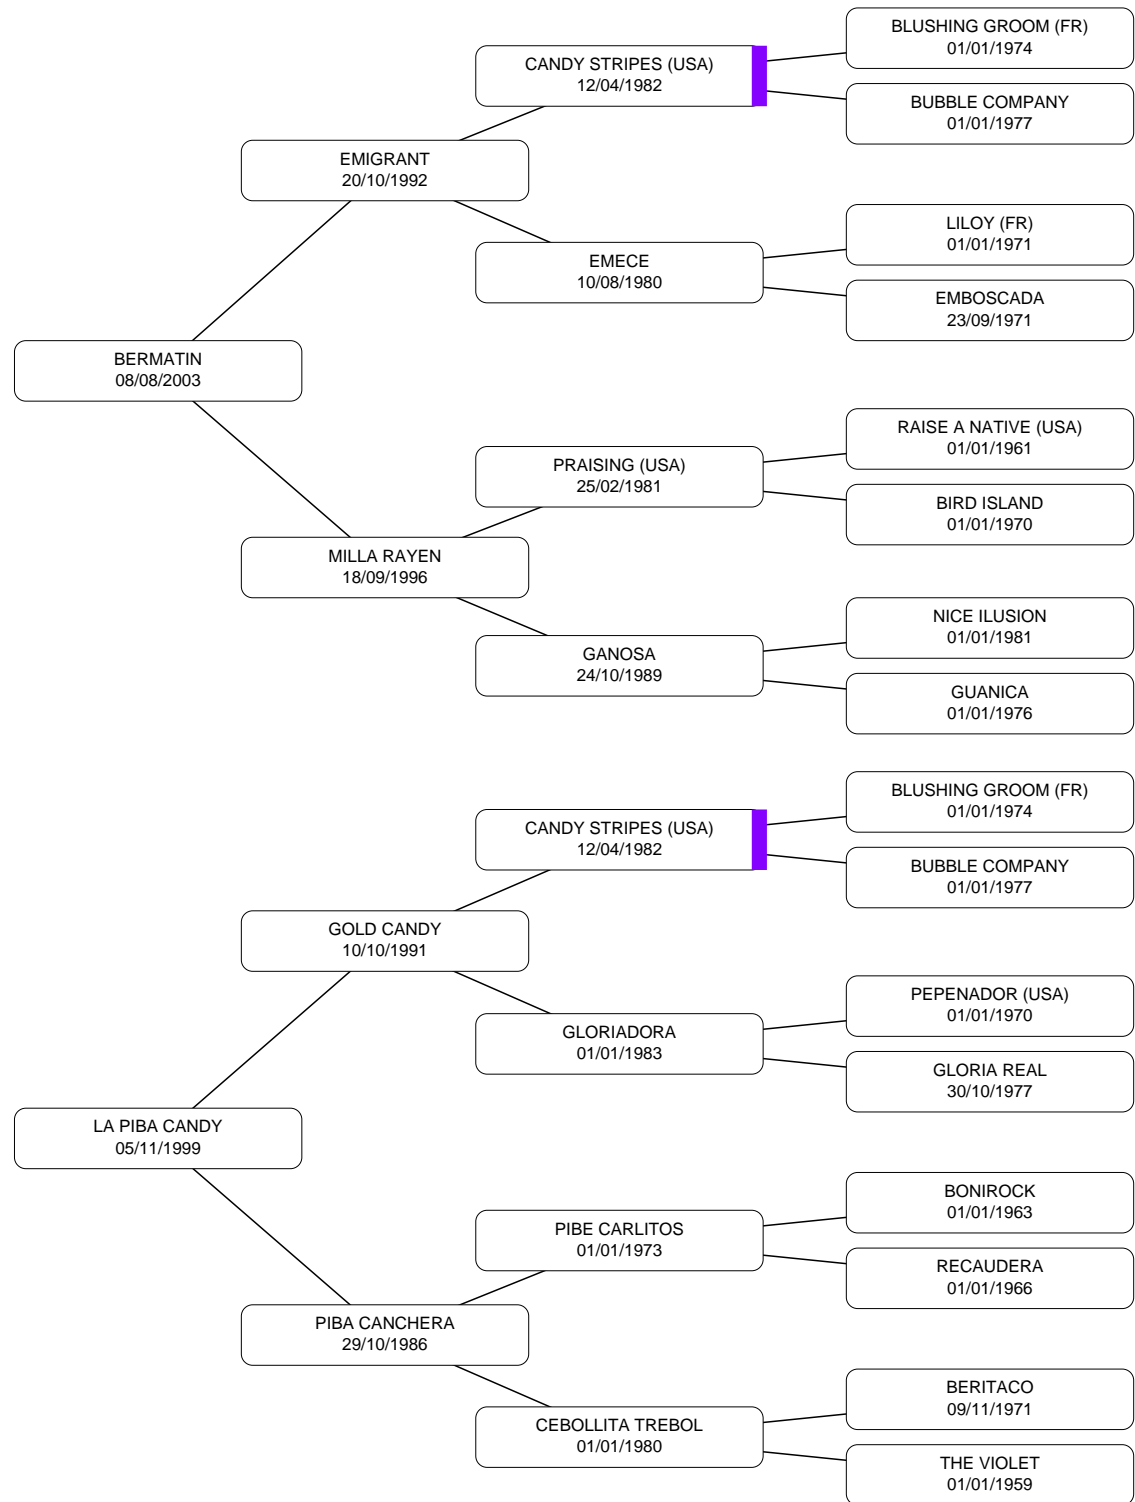 BLUSHING GROOM (FR)
01/01/1974
CANDY STRIPES (USA)
12/04/1982
BUBBLE COMPANY
01/01/1977
EMIGRANT
20/10/1992
LILOY (FR)
01/01/1971
EMECE
10/08/1980
EMBOSCADA
23/09/1971
BERMATIN
08/08/2003
RAISE A NATIVE (USA)
01/01/1961
PRAISING (USA)
25/02/1981
BIRD ISLAND
01/01/1970
MILLA RAYEN
18/09/1996
NICE ILUSION
01/01/1981
GANOSA
24/10/1989
GUANICA
01/01/1976
BLUSHING GROOM (FR)
01/01/1974
CANDY STRIPES (USA)
12/04/1982
BUBBLE COMPANY
01/01/1977
GOLD CANDY
10/10/1991
PEPENADOR (USA)
01/01/1970
GLORIADORA
01/01/1983
GLORIA REAL
30/10/1977
LA PIBA CANDY
05/11/1999
BONIROCK
01/01/1963
PIBE CARLITOS
01/01/1973
RECAUDERA
01/01/1966
PIBA CANCHERA
29/10/1986
BERITACO
09/11/1971
CEBOLLITA TREBOL
01/01/1980
THE VIOLET
01/01/1959